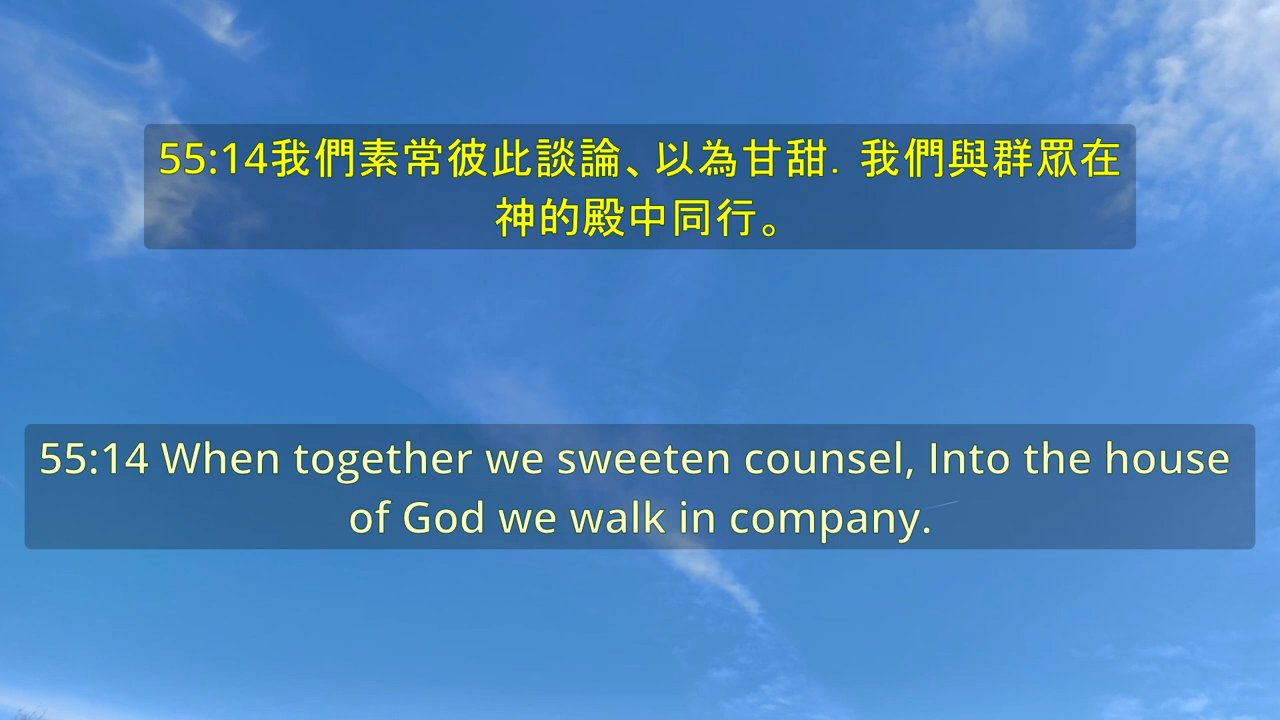 55:14我們素常彼此談論、以為甘甜．我們與群眾在
神的殿中同行。
55:14 When together we sweeten counsel, Into the house
of God we walk in company.